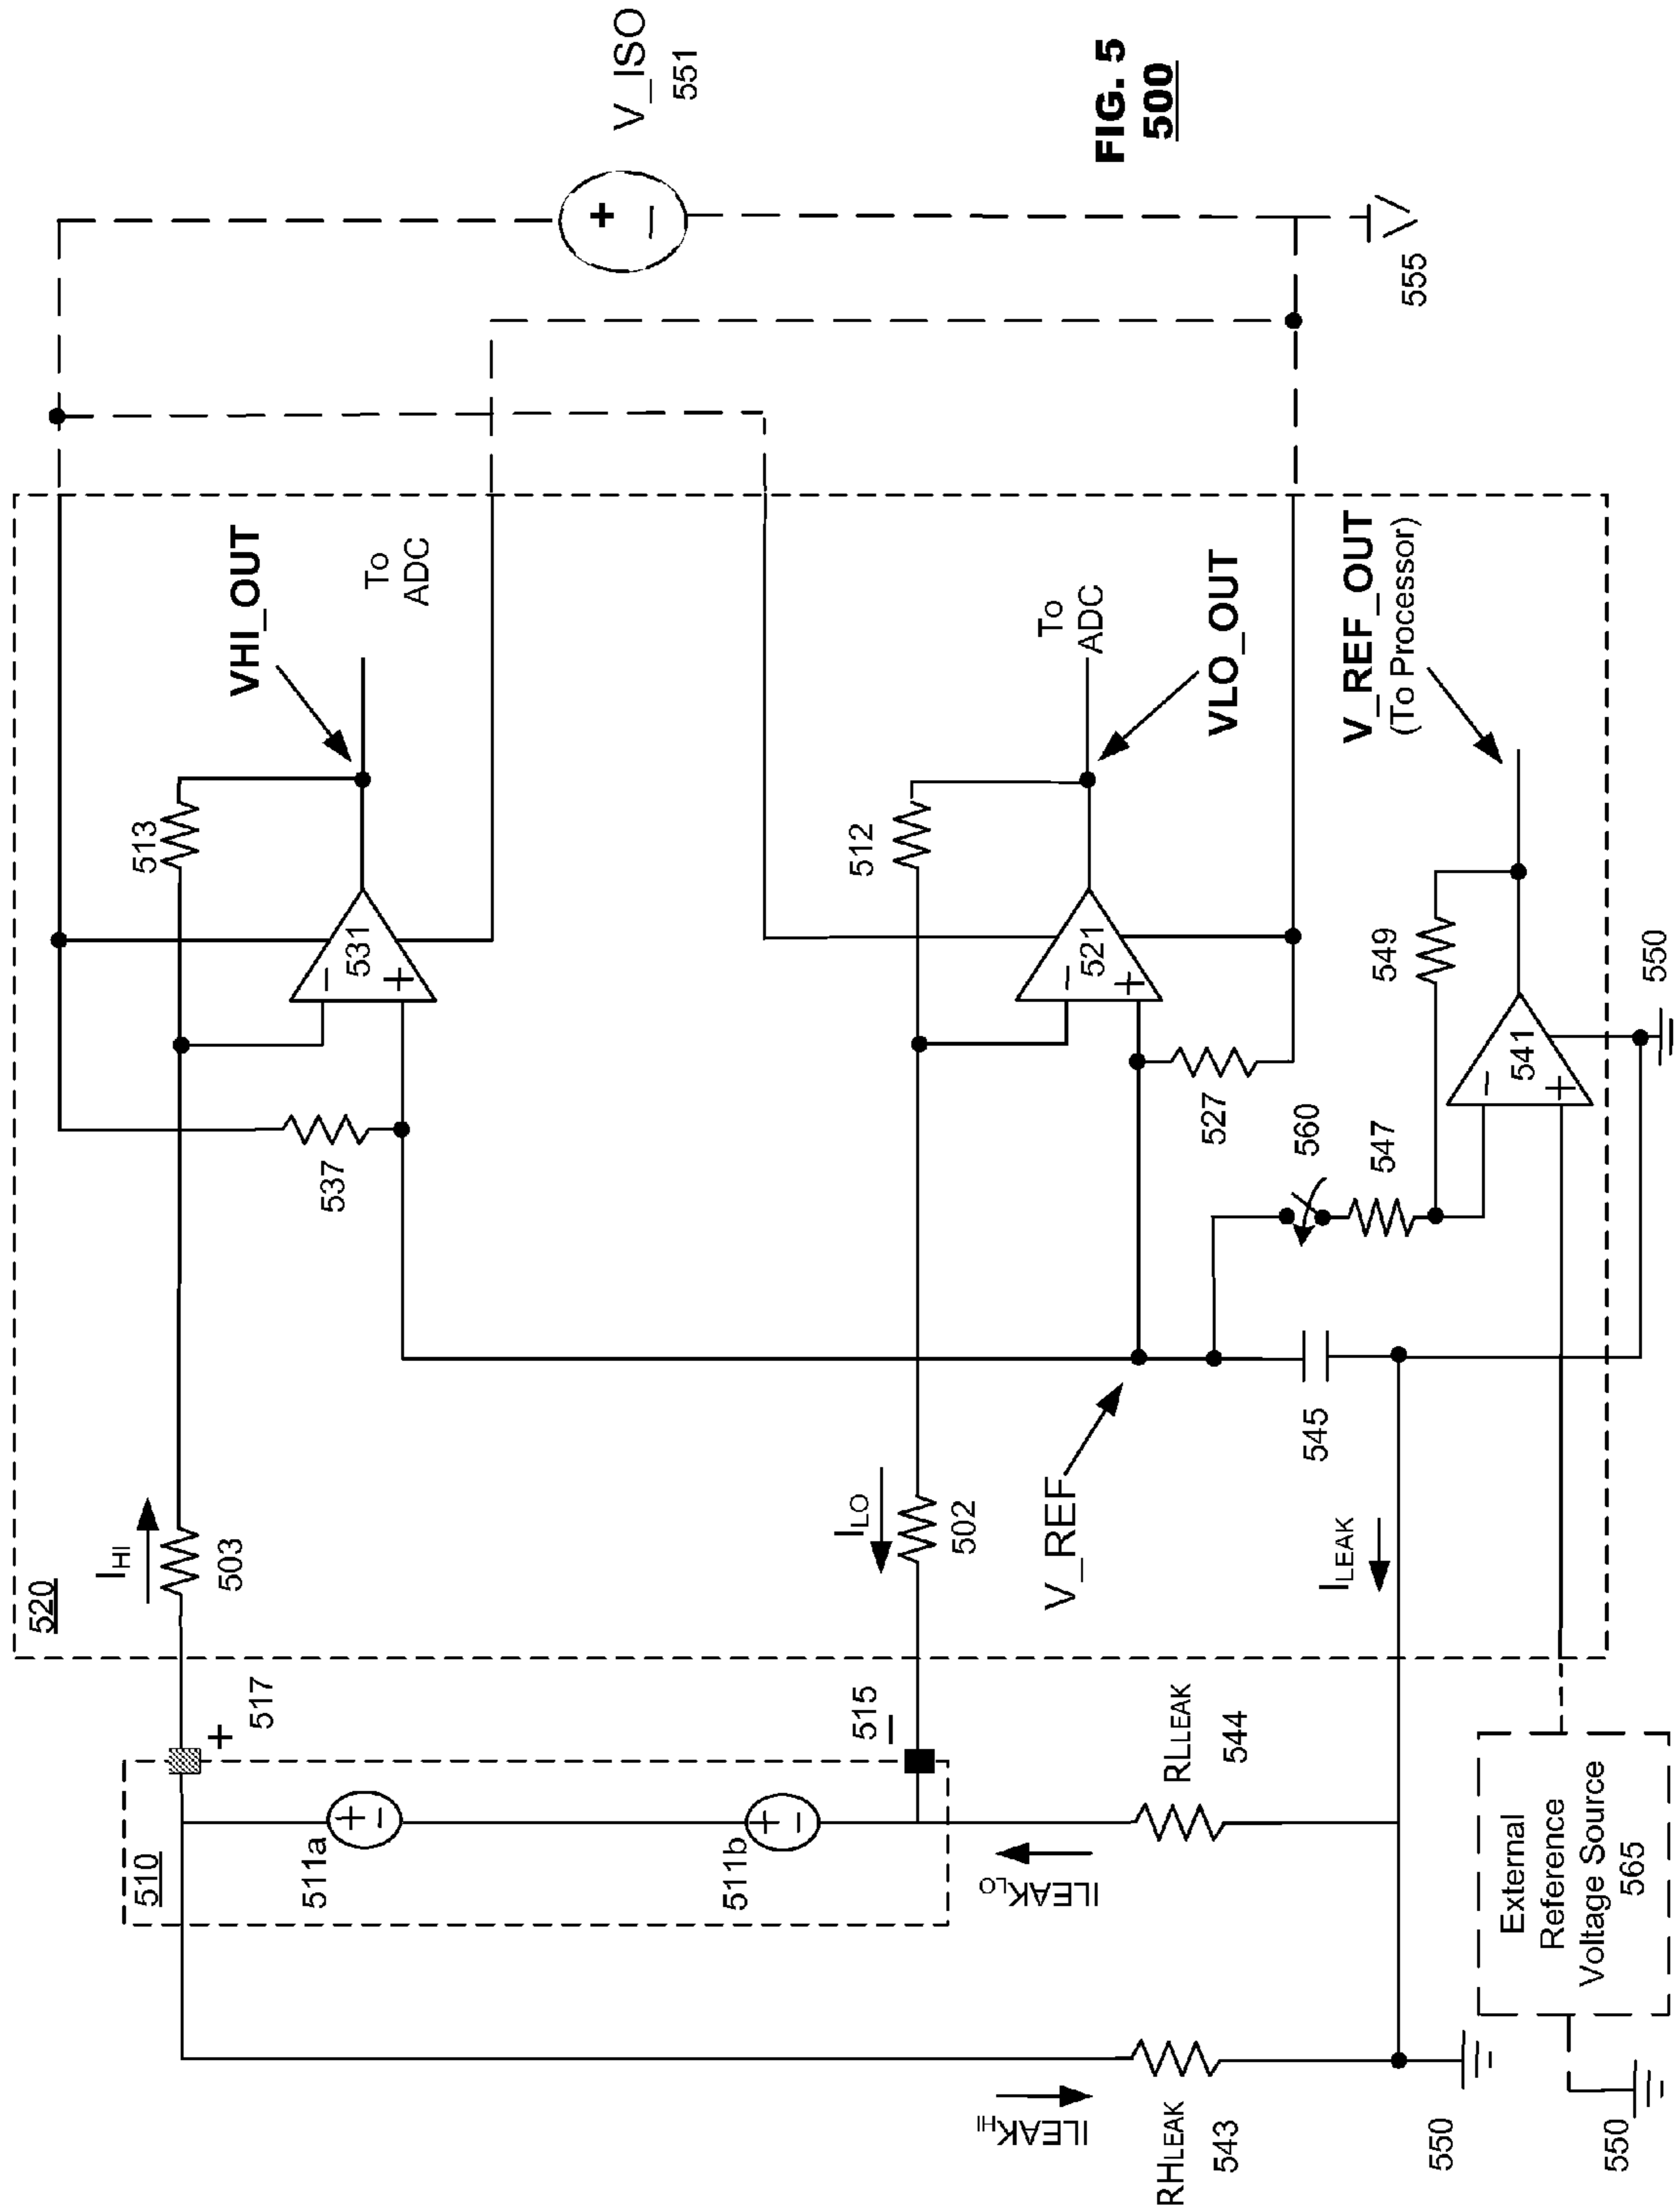 520
510
511a
511b
+
517
515
I_HI
503
I_LO
502
513
531
− +
537
VHI_OUT
To
ADC
512
521
− +
527
To
ADC
VLO_OUT
V_REF
545
560
547
549
541
− +
550
V_REF_OUT
(To Processor)
I_LEAK
RL_LEAK
544
ILEAK_LO
ILEAK_HI
RH_LEAK
543
550
550
External
Reference
Voltage Source
565
+ −
V_ISO
551
555
FIG. 5
500